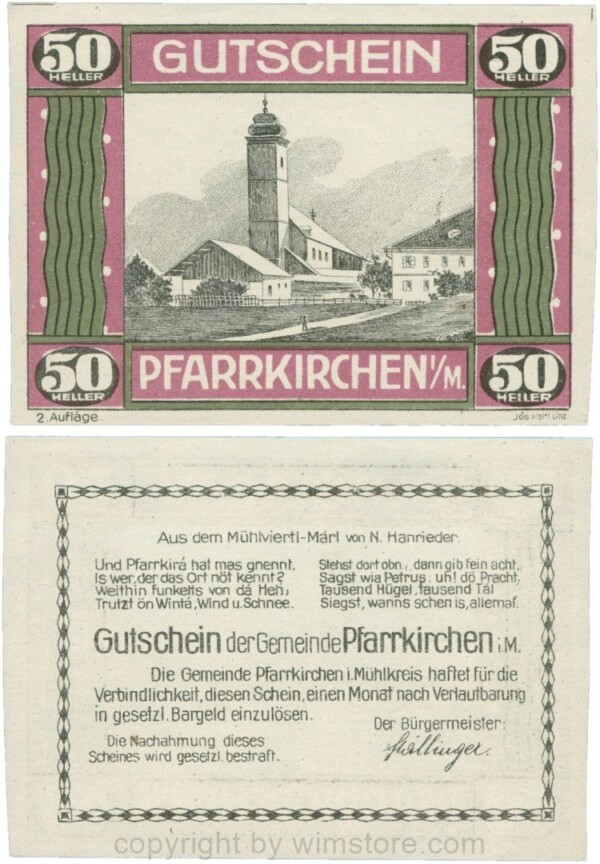 50 HELLER
GUTSCHEIN
50 HELLER
50 HELLER
PFARRKIRCHEN I/M.
50 HELLER
2. Auflage.
Linz
Aus dem Mühlviertl-Márl von N. Hanrieder.
Und Pfarrkirá hat mas gnennt,
Is wer, der das Ort nöt kennt?
Weithin funkelts von dá Heh,
Trutzt ön Wintá, Wind u. Schnee.
Stehst dort obn., dann gib fein acht,
Sagst wia Petrus: uh! dö Pracht,
Tausend Hügel, tausend Tál
Siagst, wanns schen is, allemal.
Gutschein der Gemeinde Pfarrkirchen i.M.
Die Gemeinde Pfarrkirchen i. Mühlkreis haftet für die
Verbindlichkeit, diesen Schein, einen Monat nach Verlautbarung
in gesetzl. Bargeld einzulösen.
Der Bürgermeister:
Die Nachahmung dieses
Scheines wird gesetzl. bestraft.
copyright by wimstore.com